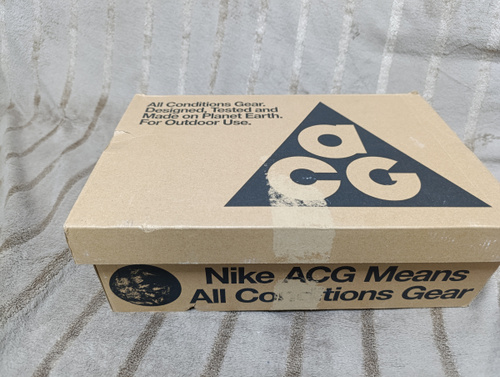 All Conditions Gear.
Designed, Tested and
Made on Planet Earth.
For Outdoor Use.
a
CG
Nike ACG Means
All Conditions Gear